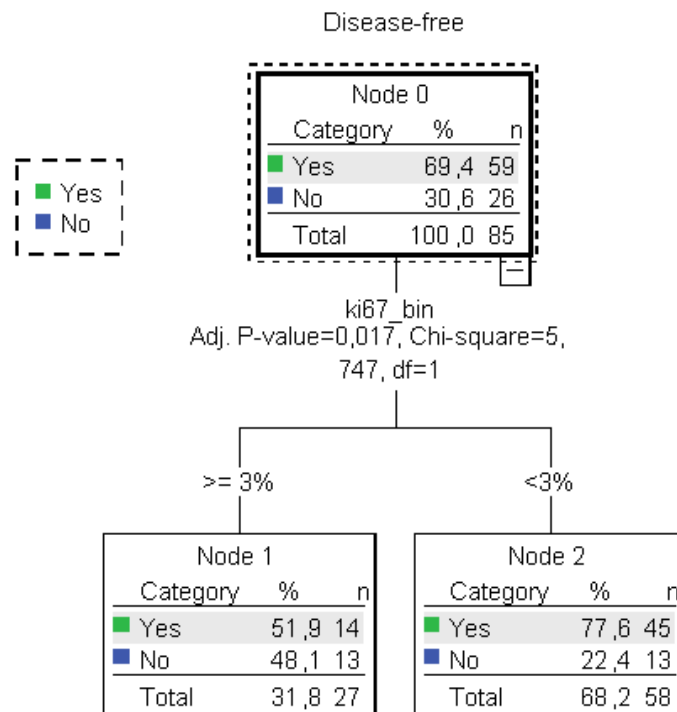 Disease-free
Yes
No
Node 0
Category % n
Yes 69,4 59
No 30,6 26
Total 100,0 85
ki67_bin
Adj. P-value=0,017, Chi-square=5,
747, df=1
>= 3%
<3%
Node 1
Category % n
Yes 51,9 14
No 48,1 13
Total 31,8 27
Node 2
Category % n
Yes 77,6 45
No 22,4 13
Total 68,2 58